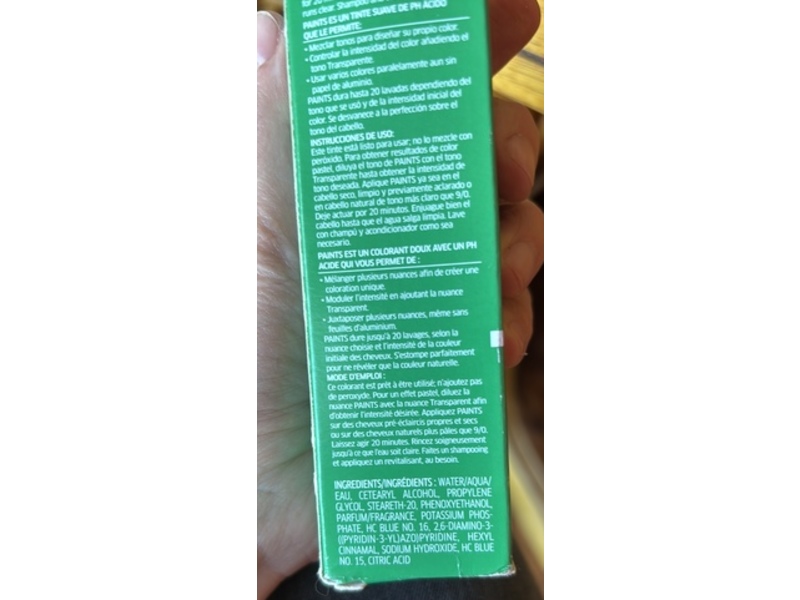 runs clear. Shampoo and
PAINTS ES UN TINTE SUAVE DE PH ÁCIDO
QUE LE PERMITE:
• Mezclar tonos para diseñar su propio color.
• Controlar la intensidad del color añadiendo el
tono Transparente.
• Usar varios colores paralelamente aun sin
papel de aluminio.
PAINTS dura hasta 20 lavadas dependiendo del
tono que se usó y de la intensidad inicial del
color. Se desvanece a la perfección sobre el
tono del cabello.
INSTRUCCIONES DE USO:
Este tinte está listo para usar; no lo mezcle con
peróxido. Para obtener resultados de color
pastel, diluya el tono de PAINTS con el tono
Transparente hasta obtener la intensidad de
tono deseada. Aplique PAINTS ya sea en el
cabello seco, limpio y previamente aclarado o
en cabello natural de tono más claro que 9/0.
Deje actuar por 20 minutos. Enjuague bien el
cabello hasta que el agua salga limpia. Lave
con champú y acondicionador como sea
necesario.
PAINTS EST UN COLORANT DOUX AVEC UN PH
ACIDE QUI VOUS PERMET DE :
• Mélanger plusieurs nuances afin de créer une
coloration unique.
• Moduler l'intensité en ajoutant la nuance
Transparent.
• Juxtaposer plusieurs nuances, même sans
feuilles d'aluminium.
PAINTS dure jusqu'à 20 lavages, selon la
nuance choisie et l'intensité de la couleur
initiale des cheveux. S'estompe parfaitement
pour ne révéler que la couleur naturelle.
MODE D'EMPLOI :
Ce colorant est prêt à être utilisé; n'ajoutez pas
de peroxyde. Pour un effet pastel, diluez la
nuance PAINTS avec la nuance Transparent afin
d'obtenir l'intensité désirée. Appliquez PAINTS
sur des cheveux pré-éclaircis propres et secs
ou sur des cheveux naturels plus pâles que 9/0.
Laissez agir 20 minutes. Rincez soigneusement
jusqu'à ce que l'eau soit claire. Faites un shampooing
et appliquez un revitalisant, au besoin.
INGREDIENTS/INGRÉDIENTS : WATER/AQUA/
EAU, CETEARYL ALCOHOL, PROPYLENE
GLYCOL, STEARETH-20, PHENOXYETHANOL,
PARFUM/FRAGRANCE, POTASSIUM PHOS-
PHATE, HC BLUE NO. 16, 2,6-DIAMINO-3-
((PYRIDIN-3-YL)AZO)PYRIDINE, HEXYL
CINNAMAL, SODIUM HYDROXIDE, HC BLUE
NO. 15, CITRIC ACID